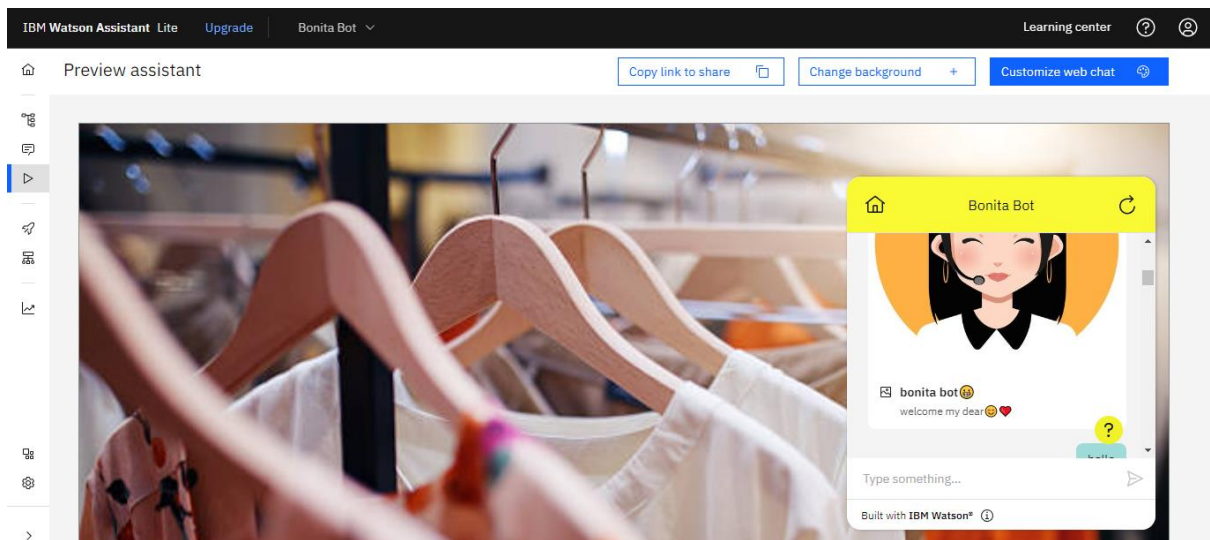 IBM Watson Assistant Lite Upgrade Bonita Bot Learning center
Preview assistant Copy link to share Change background + Customize web chat
Bonita Bot
bonita bot😁
welcome my dear😊❤️
?
hello
Type something...
Built with IBM Watson®